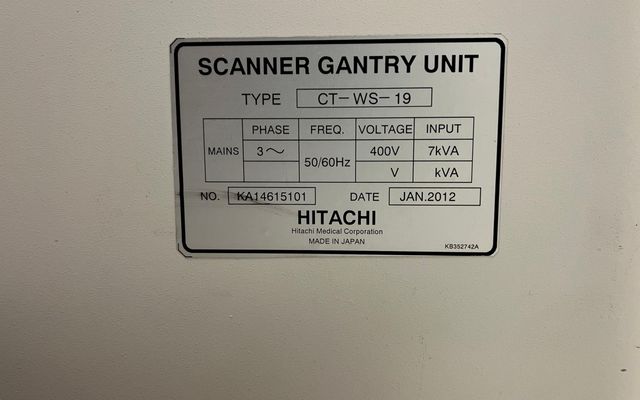 SCANNER GANTRY UNIT
TYPE CT-WS-19
PHASE FREQ. VOLTAGE INPUT
MAINS 3～ 50/60Hz 400V 7kVA
V kVA
NO. KA14615101 DATE JAN.2012
HITACHI
Hitachi Medical Corporation
MADE IN JAPAN
KB352742A